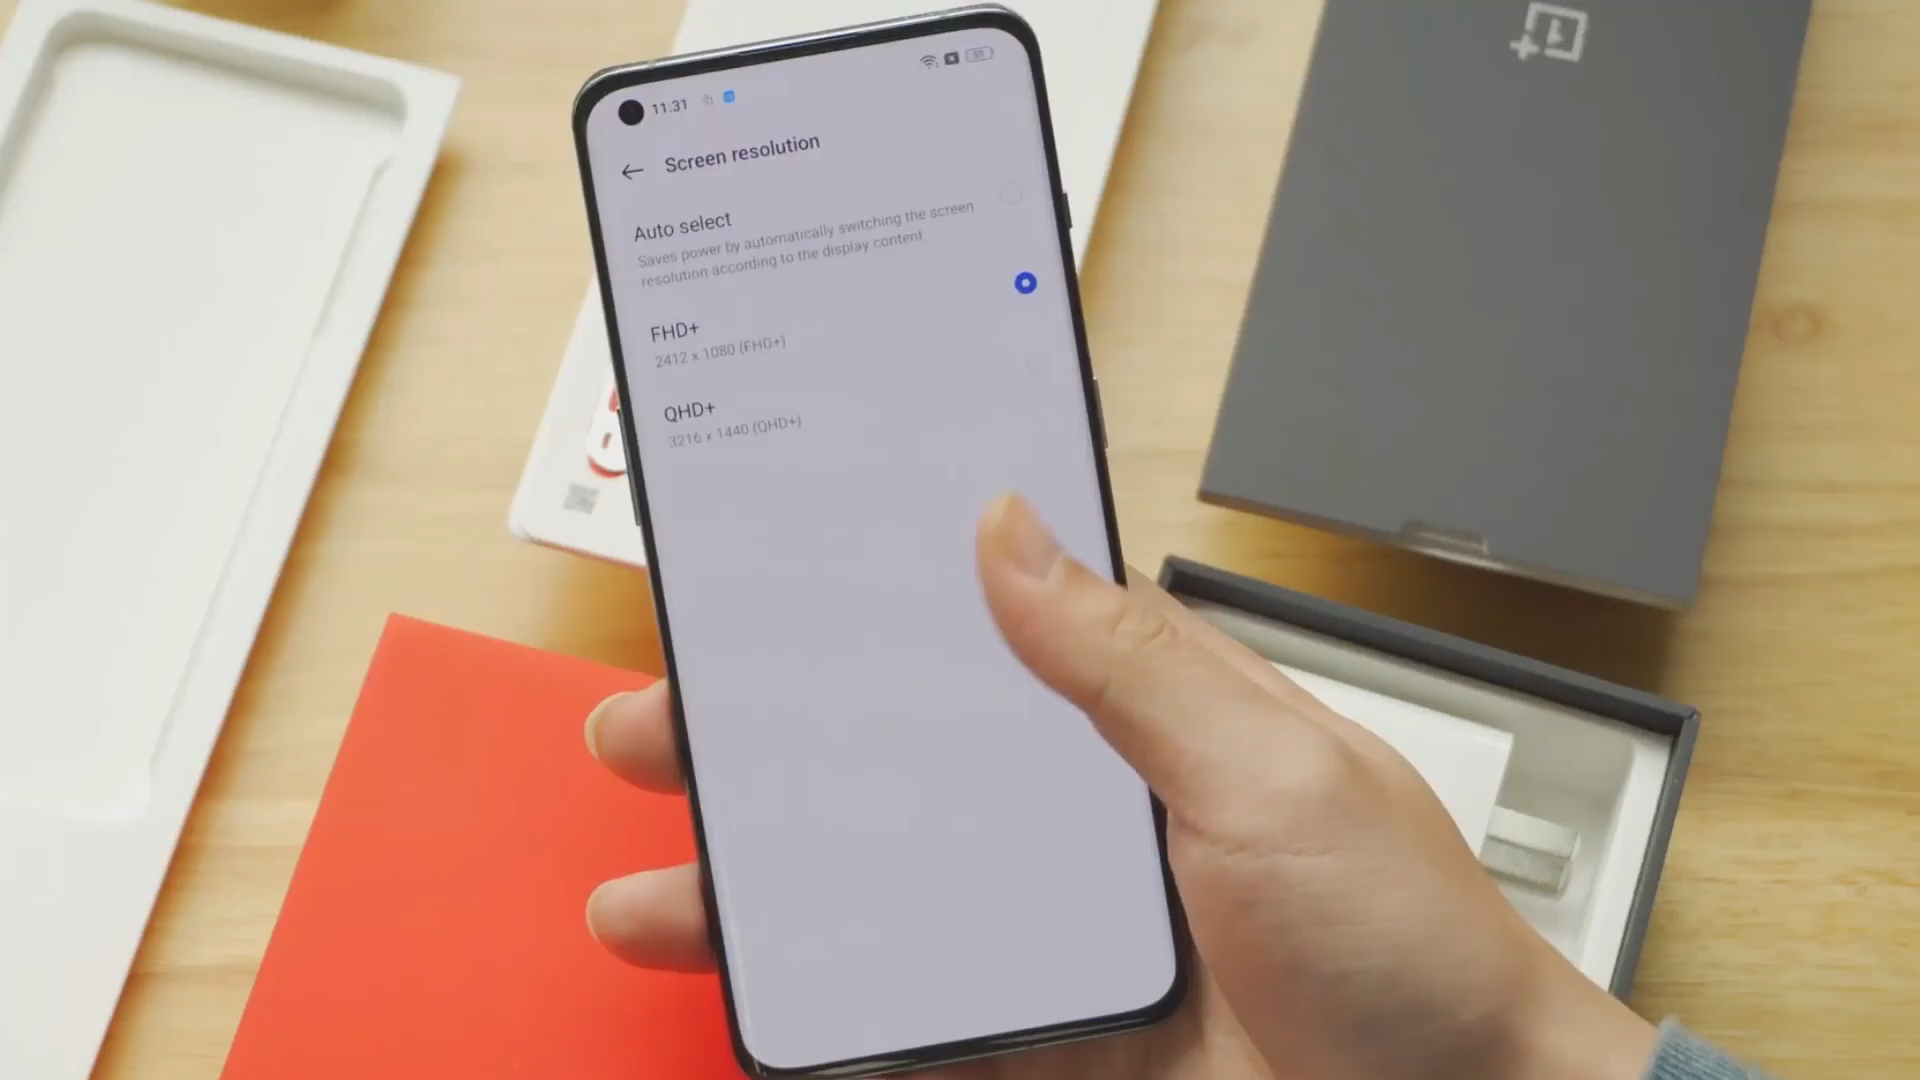 11:31
Screen resolution
Auto select
Saves power by automatically switching the screen
resolution according to the display content
FHD+
2412 x 1080 (FHD+)
QHD+
3216 x 1440 (QHD+)